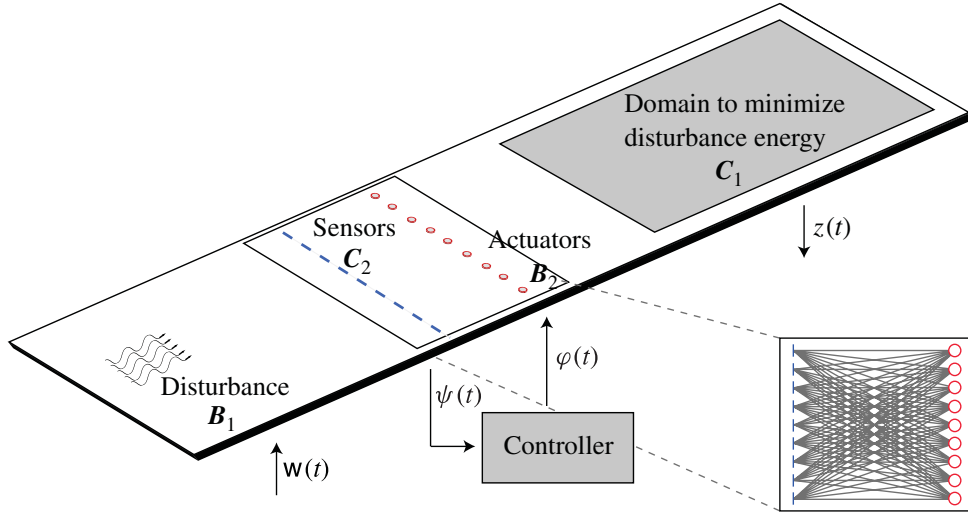 Domain to minimize
disturbance energy
C₁
Sensors
C₂
Actuators
B₂
z(t)
Disturbance
B₁
φ(t)
ψ(t)
Controller
w(t)